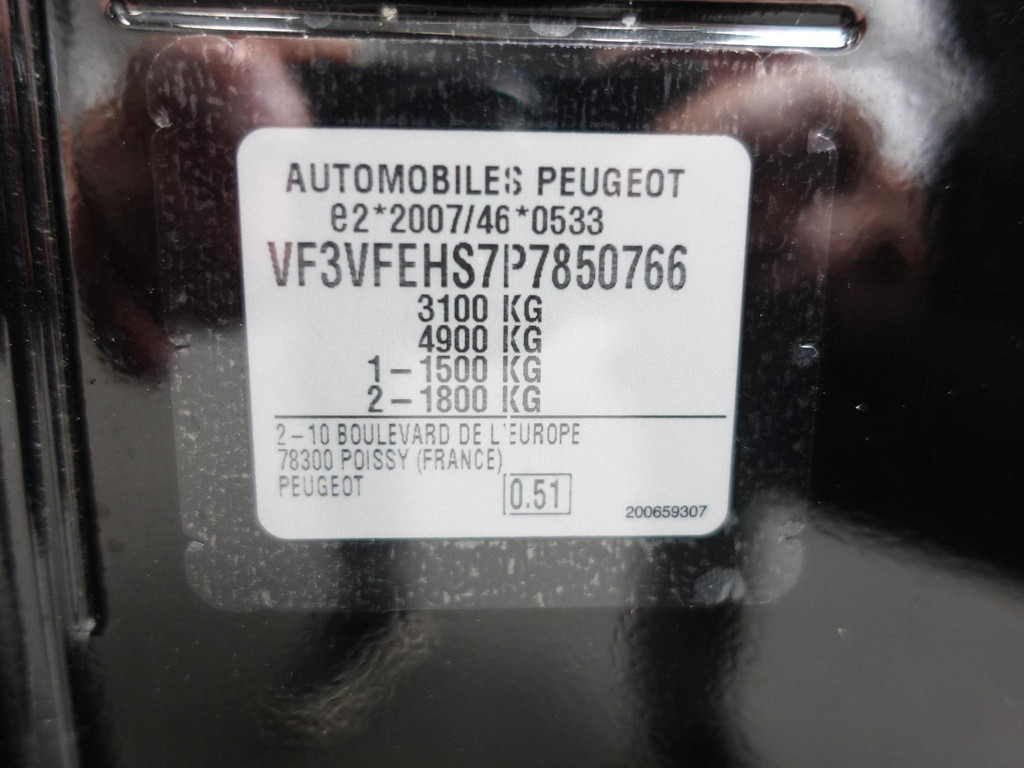 AUTOMOBILES PEUGEOT
e2*2007/46*0533
VF3VFEHS7P7850766
3100 KG
4900 KG
1-1500 KG
2-1800 KG
2-10 BOULEVARD DE L'EUROPE
78300 POISSY (FRANCE)
PEUGEOT
0.51
200659307